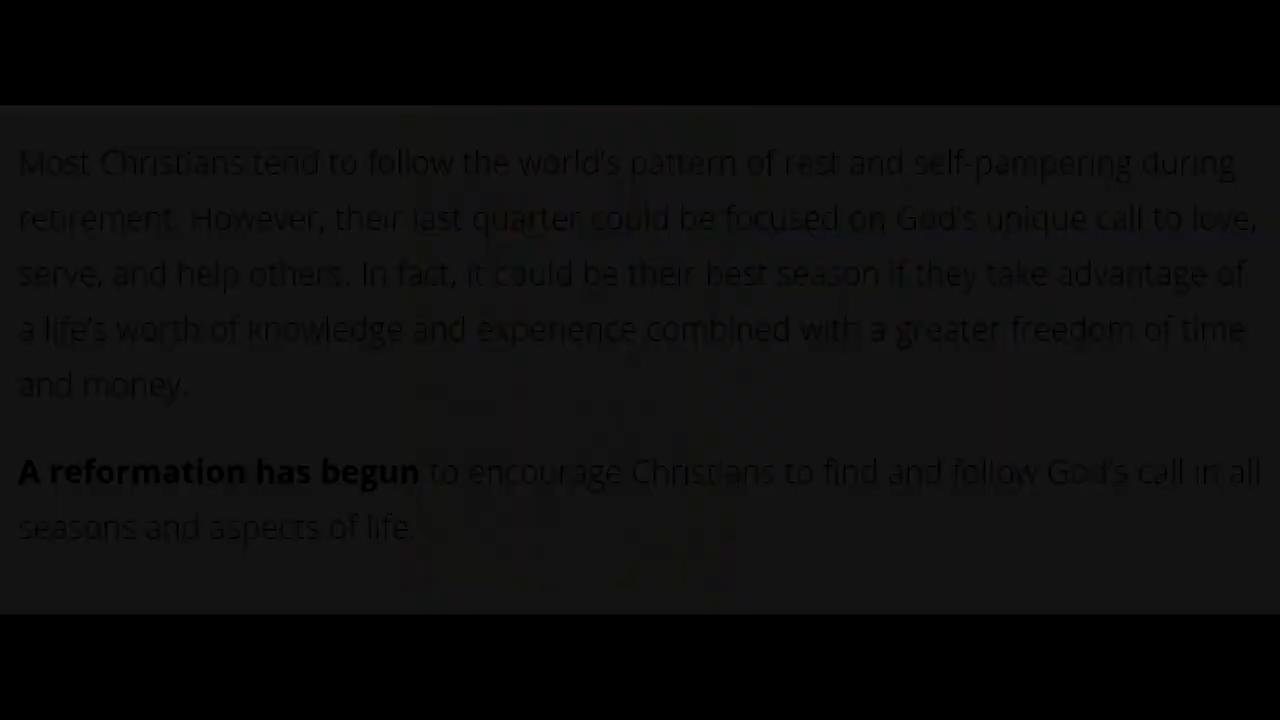 Most Christians tend to follow the world's pattern of rest and self-pampering during
retirement. However, their last quarter could be focused on God's unique call to love,
serve, and help others. In fact, it could be their best season if they take advantage of
a life's worth of knowledge and experience combined with a greater freedom of time
and money.
A reformation has begun to encourage Christians to find and follow God's call in all
seasons and aspects of life.